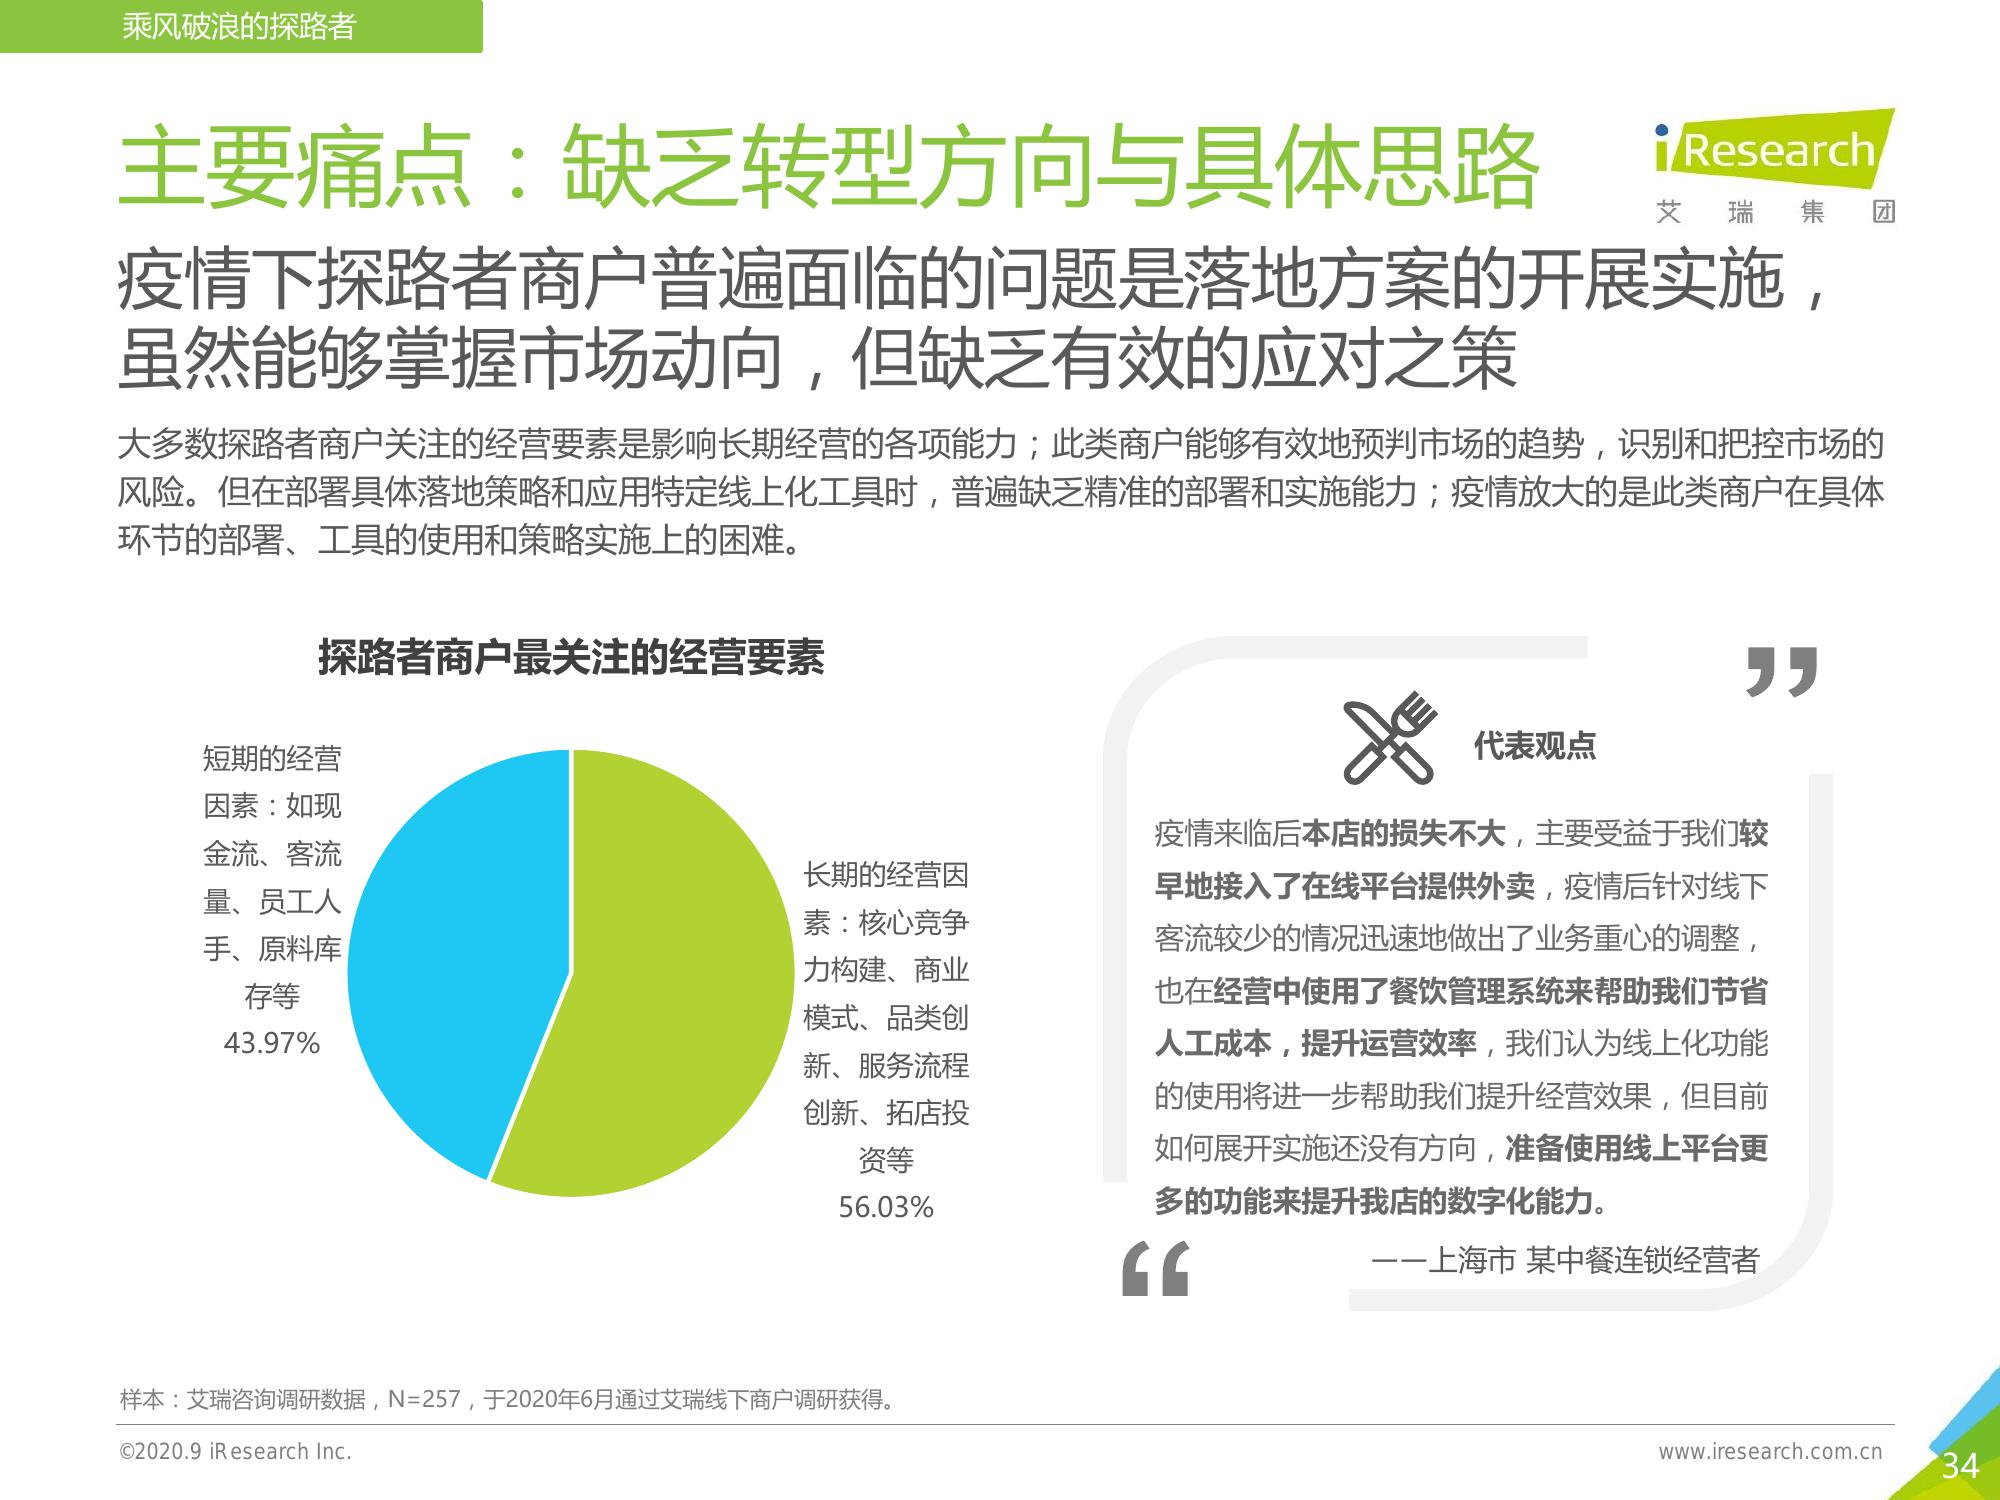 乘风破浪的探路者
主要痛点：缺乏转型方向与具体思路
iResearch
艾 瑞 集 团
疫情下探路者商户普遍面临的问题是落地方案的开展实施，
虽然能够掌握市场动向，但缺乏有效的应对之策
大多数探路者商户关注的经营要素是影响长期经营的各项能力；此类商户能够有效地预判市场的趋势，识别和把控市场的
风险。但在部署具体落地策略和应用特定线上化工具时，普遍缺乏精准的部署和实施能力；疫情放大的是此类商户在具体
环节的部署、工具的使用和策略实施上的困难。
探路者商户最关注的经营要素
短期的经营
因素：如现
金流、客流
量、员工人
手、原料库
存等
43.97%
长期的经营因
素：核心竞争
力构建、商业
模式、品类创
新、服务流程
创新、拓店投
资等
56.03%
”
代表观点
疫情来临后本店的损失不大，主要受益于我们较
早地接入了在线平台提供外卖，疫情后针对线下
客流较少的情况迅速地做出了业务重心的调整，
也在经营中使用了餐饮管理系统来帮助我们节省
人工成本，提升运营效率，我们认为线上化功能
的使用将进一步帮助我们提升经营效果，但目前
如何展开实施还没有方向，准备使用线上平台更
多的功能来提升我店的数字化能力。
——上海市 某中餐连锁经营者
“
样本：艾瑞咨询调研数据，N=257，于2020年6月通过艾瑞线下商户调研获得。
©2020.9 iResearch Inc.
www.iresearch.com.cn
34